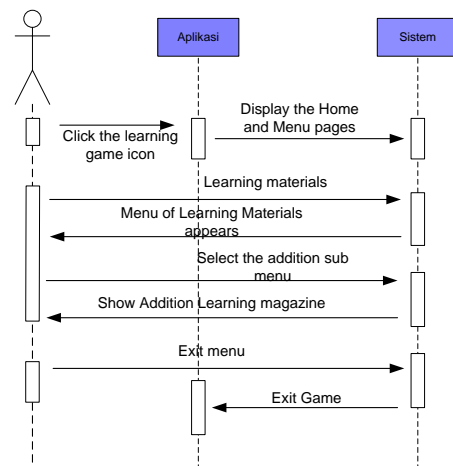 Aplikasi
Sistem
Click the learning
game icon
Display the Home
and Menu pages
Learning materials
Menu of Learning Materials
appears
Select the addition sub
menu
Show Addition Learning magazine
Exit menu
Exit Game